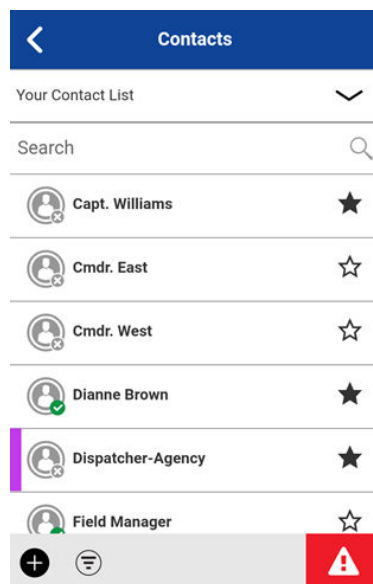 Contacts
Your Contact List
Search
Capt. Williams
Cmdr. East
Cmdr. West
Dianne Brown
Dispatcher-Agency
Field Manager